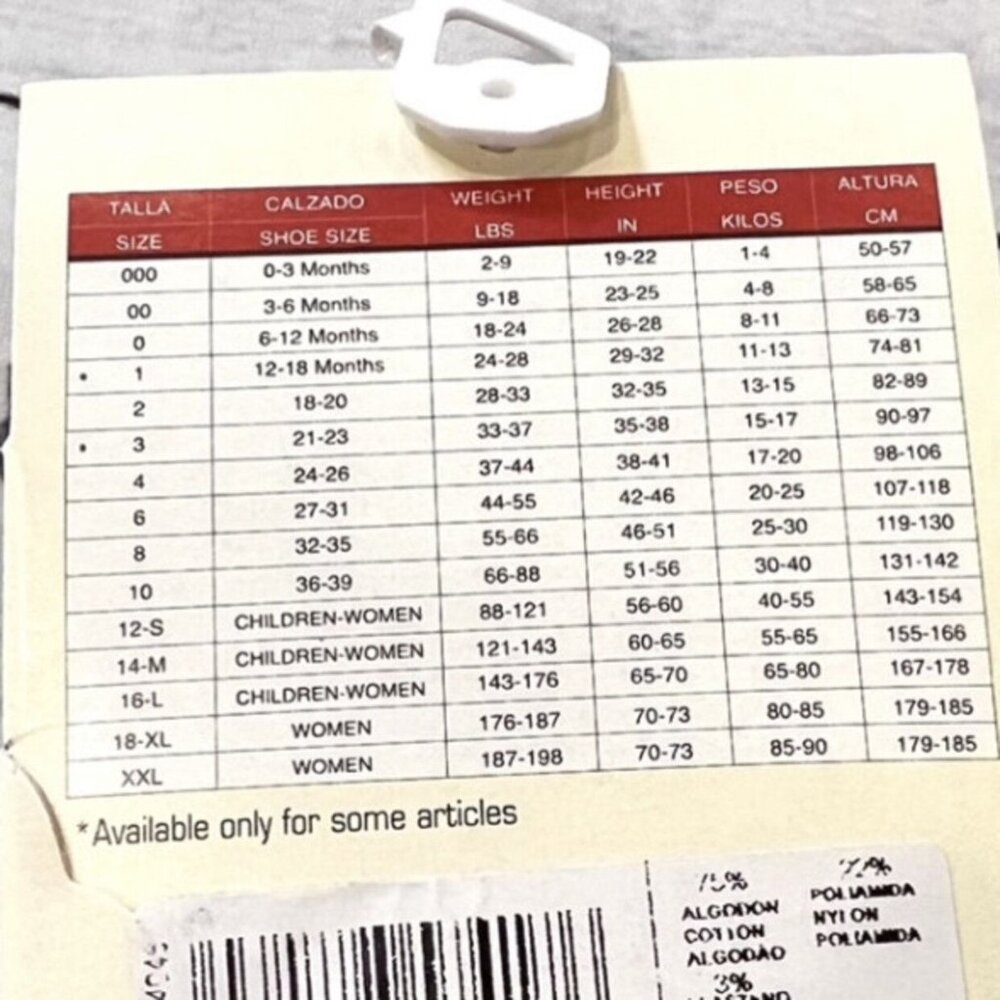 TALLA CALZADO WEIGHT HEIGHT PESO ALTURA
SIZE SHOE SIZE LBS IN KILOS CM
000 0-3 Months 2-9 19-22 1-4 50-57
00 3-6 Months 9-18 23-25 4-8 58-65
0 6-12 Months 18-24 26-28 8-11 66-73
• 1 12-18 Months 24-28 29-32 11-13 74-81
2 18-20 28-33 32-35 13-15 82-89
• 3 21-23 33-37 35-38 15-17 90-97
4 24-26 37-44 38-41 17-20 98-106
6 27-31 44-55 42-46 20-25 107-118
8 32-35 55-66 46-51 25-30 119-130
10 36-39 66-88 51-56 30-40 131-142
12-S CHILDREN-WOMEN 88-121 56-60 40-55 143-154
14-M CHILDREN-WOMEN 121-143 60-65 55-65 155-166
16-L CHILDREN-WOMEN 143-176 65-70 65-80 167-178
18-XL WOMEN 176-187 70-73 80-85 179-185
XXL WOMEN 187-198 70-73 85-90 179-185
*Available only for some articles
75%
ALGODON POLIAMIDA
COTTON NYLON
ALGODÃO POLIAMIDA
3%